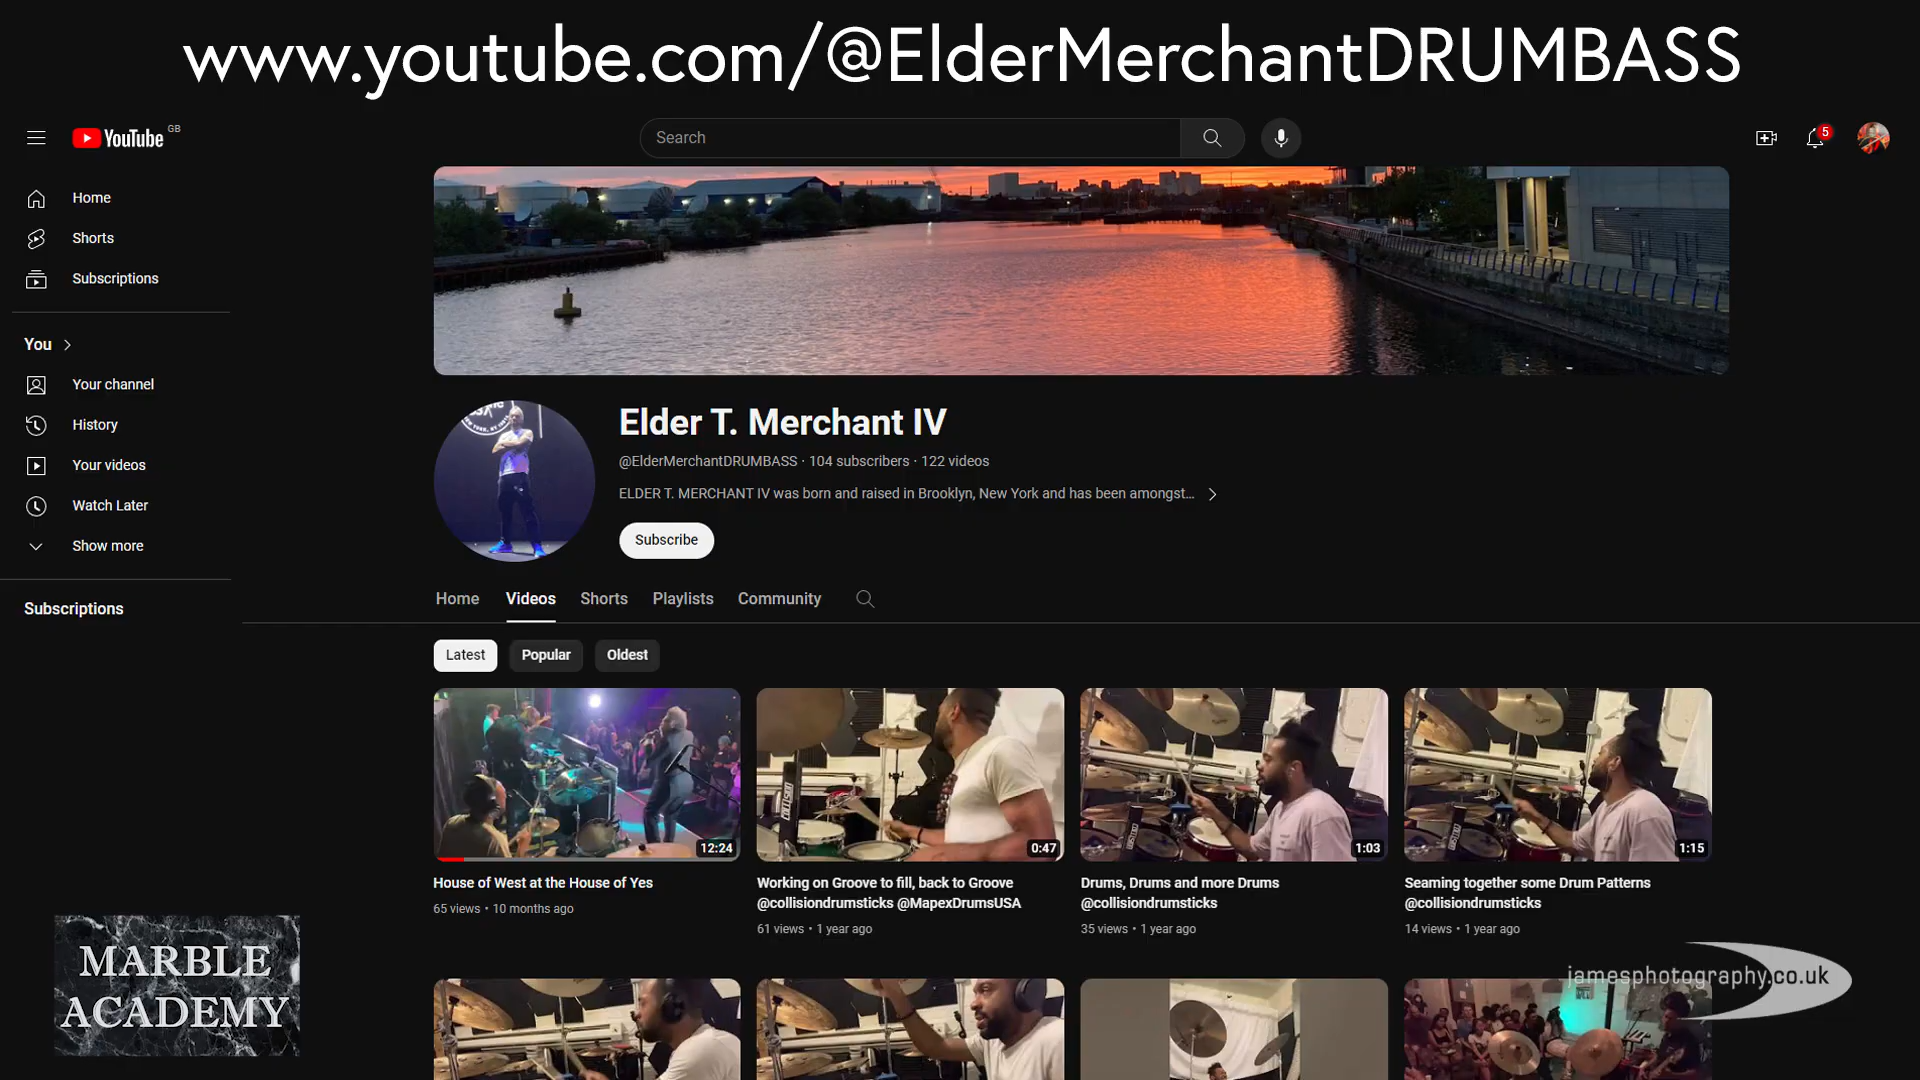 www.youtube.com/@ElderMerchantDRUMBASS
YouTube GB
Search
5
Home
Shorts
Subscriptions
You
Your channel
History
Your videos
Watch Later
Show more
Subscriptions
Elder T. Merchant IV
@ElderMerchantDRUMBASS · 104 subscribers · 122 videos
ELDER T. MERCHANT IV was born and raised in Brooklyn, New York and has been amongst...
Subscribe
Home Videos Shorts Playlists Community
Latest Popular Oldest
12:24
House of West at the House of Yes
65 views • 10 months ago
0:47
Working on Groove to fill, back to Groove
@collisiondrumsticks @MapexDrumsUSA
61 views • 1 year ago
1:03
Drums, Drums and more Drums
@collisiondrumsticks
35 views • 1 year ago
1:15
Seaming together some Drum Patterns
@collisiondrumsticks
14 views • 1 year ago
MARBLE
ACADEMY
jamesphotography.co.uk